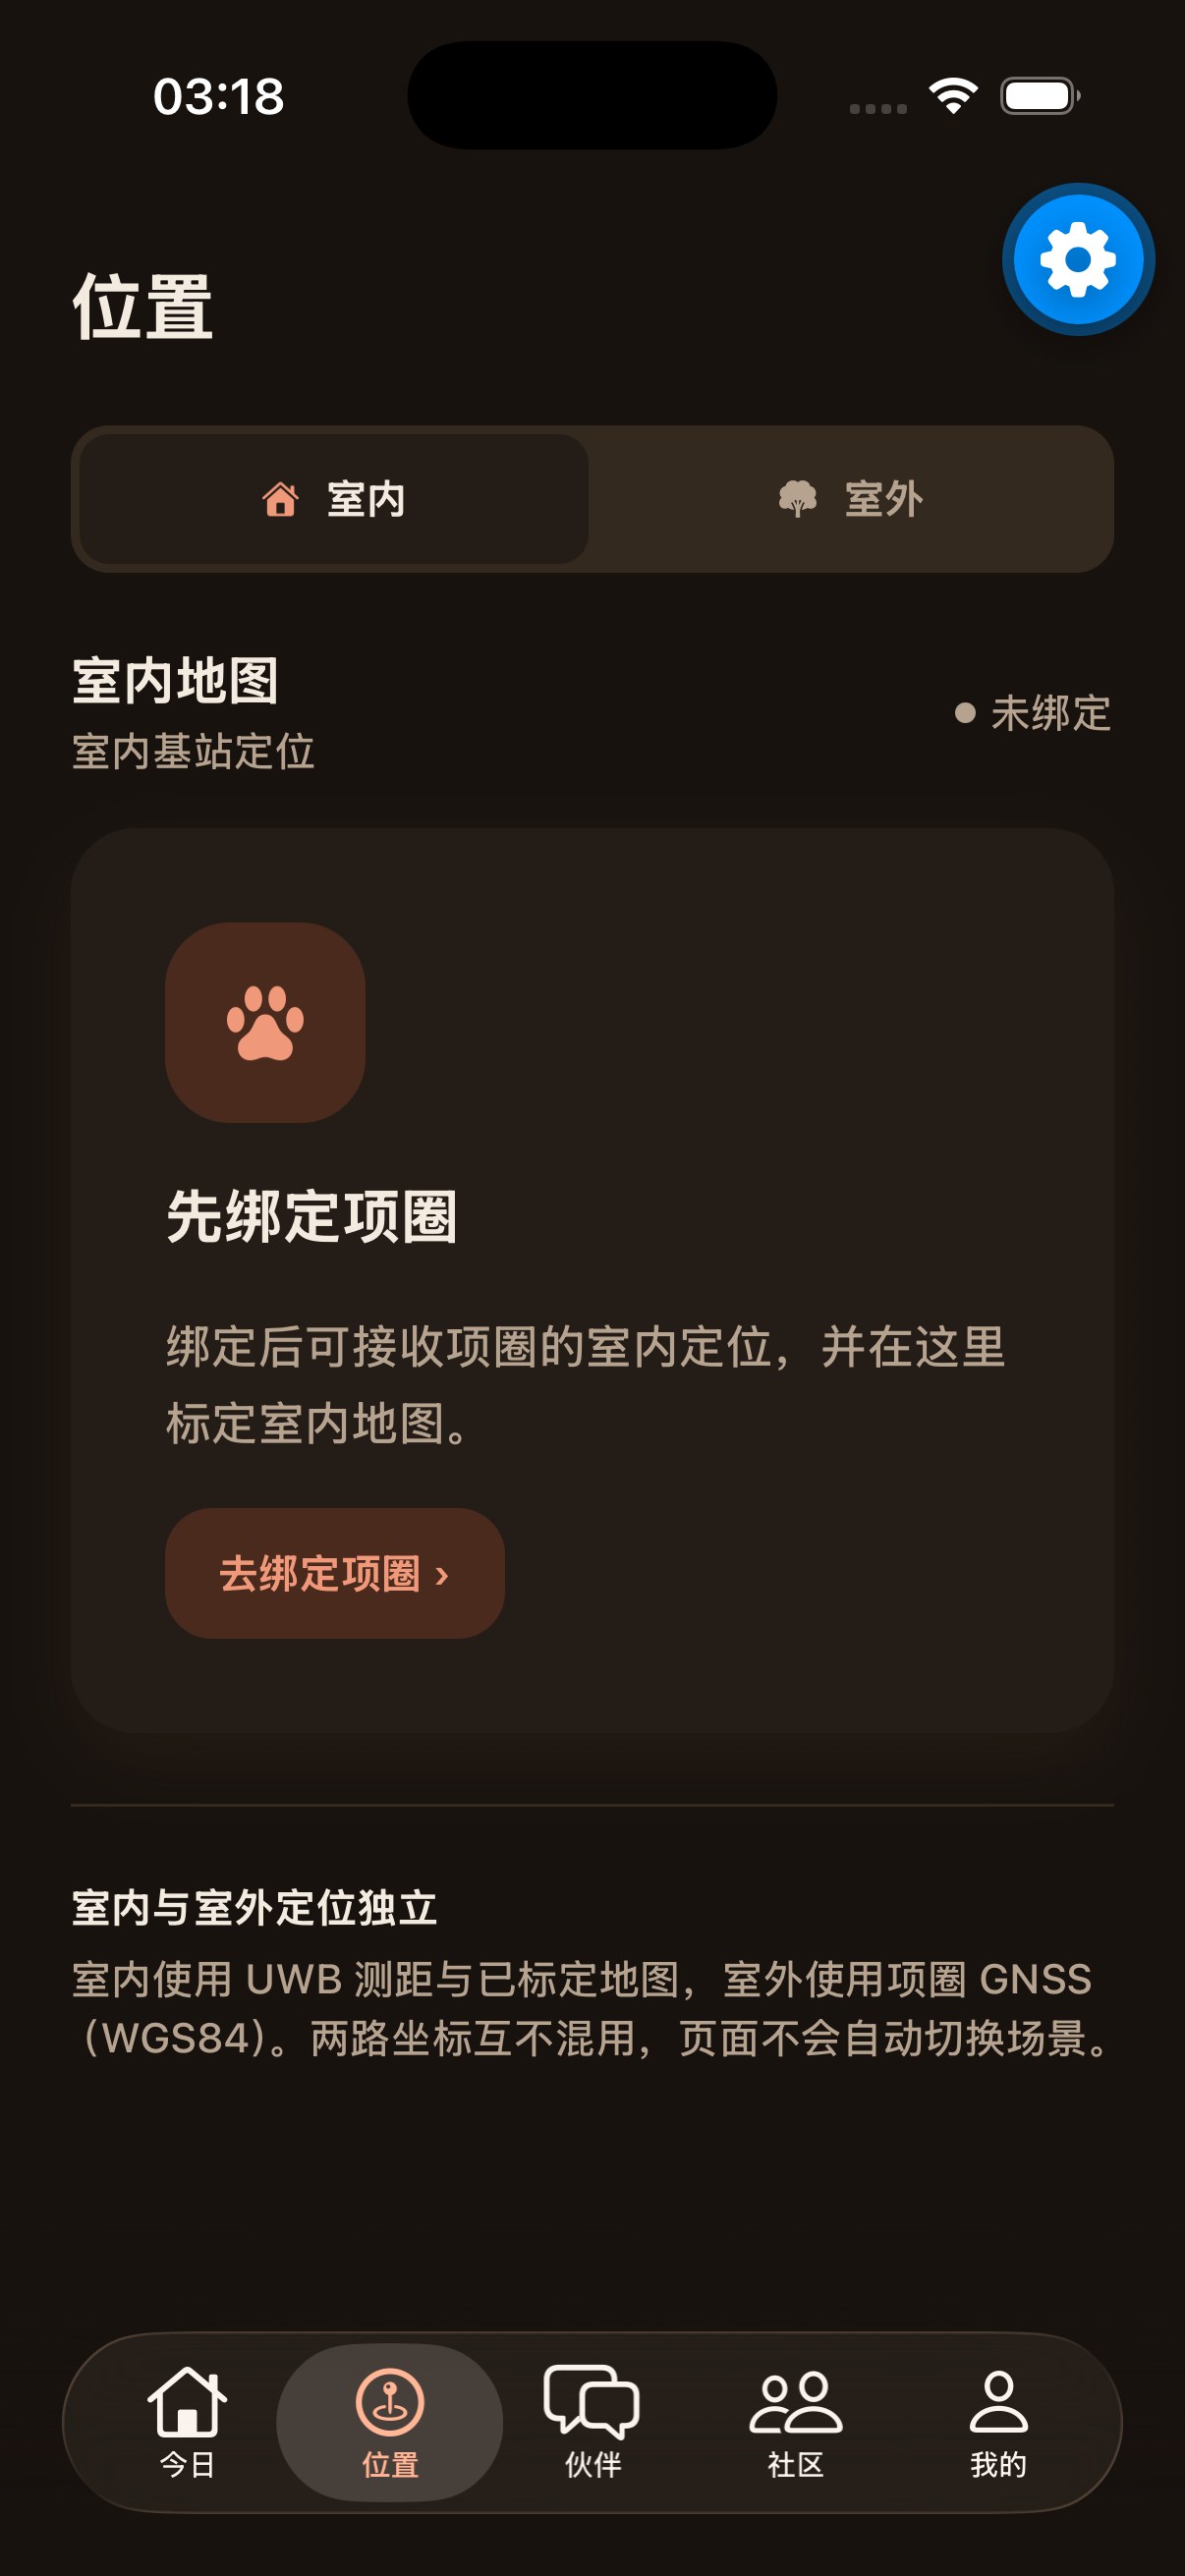 03:18
位置
室内
室外
室内地图
室内基站定位
未绑定
先绑定项圈
绑定后可接收项圈的室内定位，并在这里
标定室内地图。
去绑定项圈 ›
室内与室外定位独立
室内使用 UWB 测距与已标定地图，室外使用项圈 GNSS
（WGS84）。两路坐标互不混用，页面不会自动切换场景。
今日
位置
伙伴
社区
我的